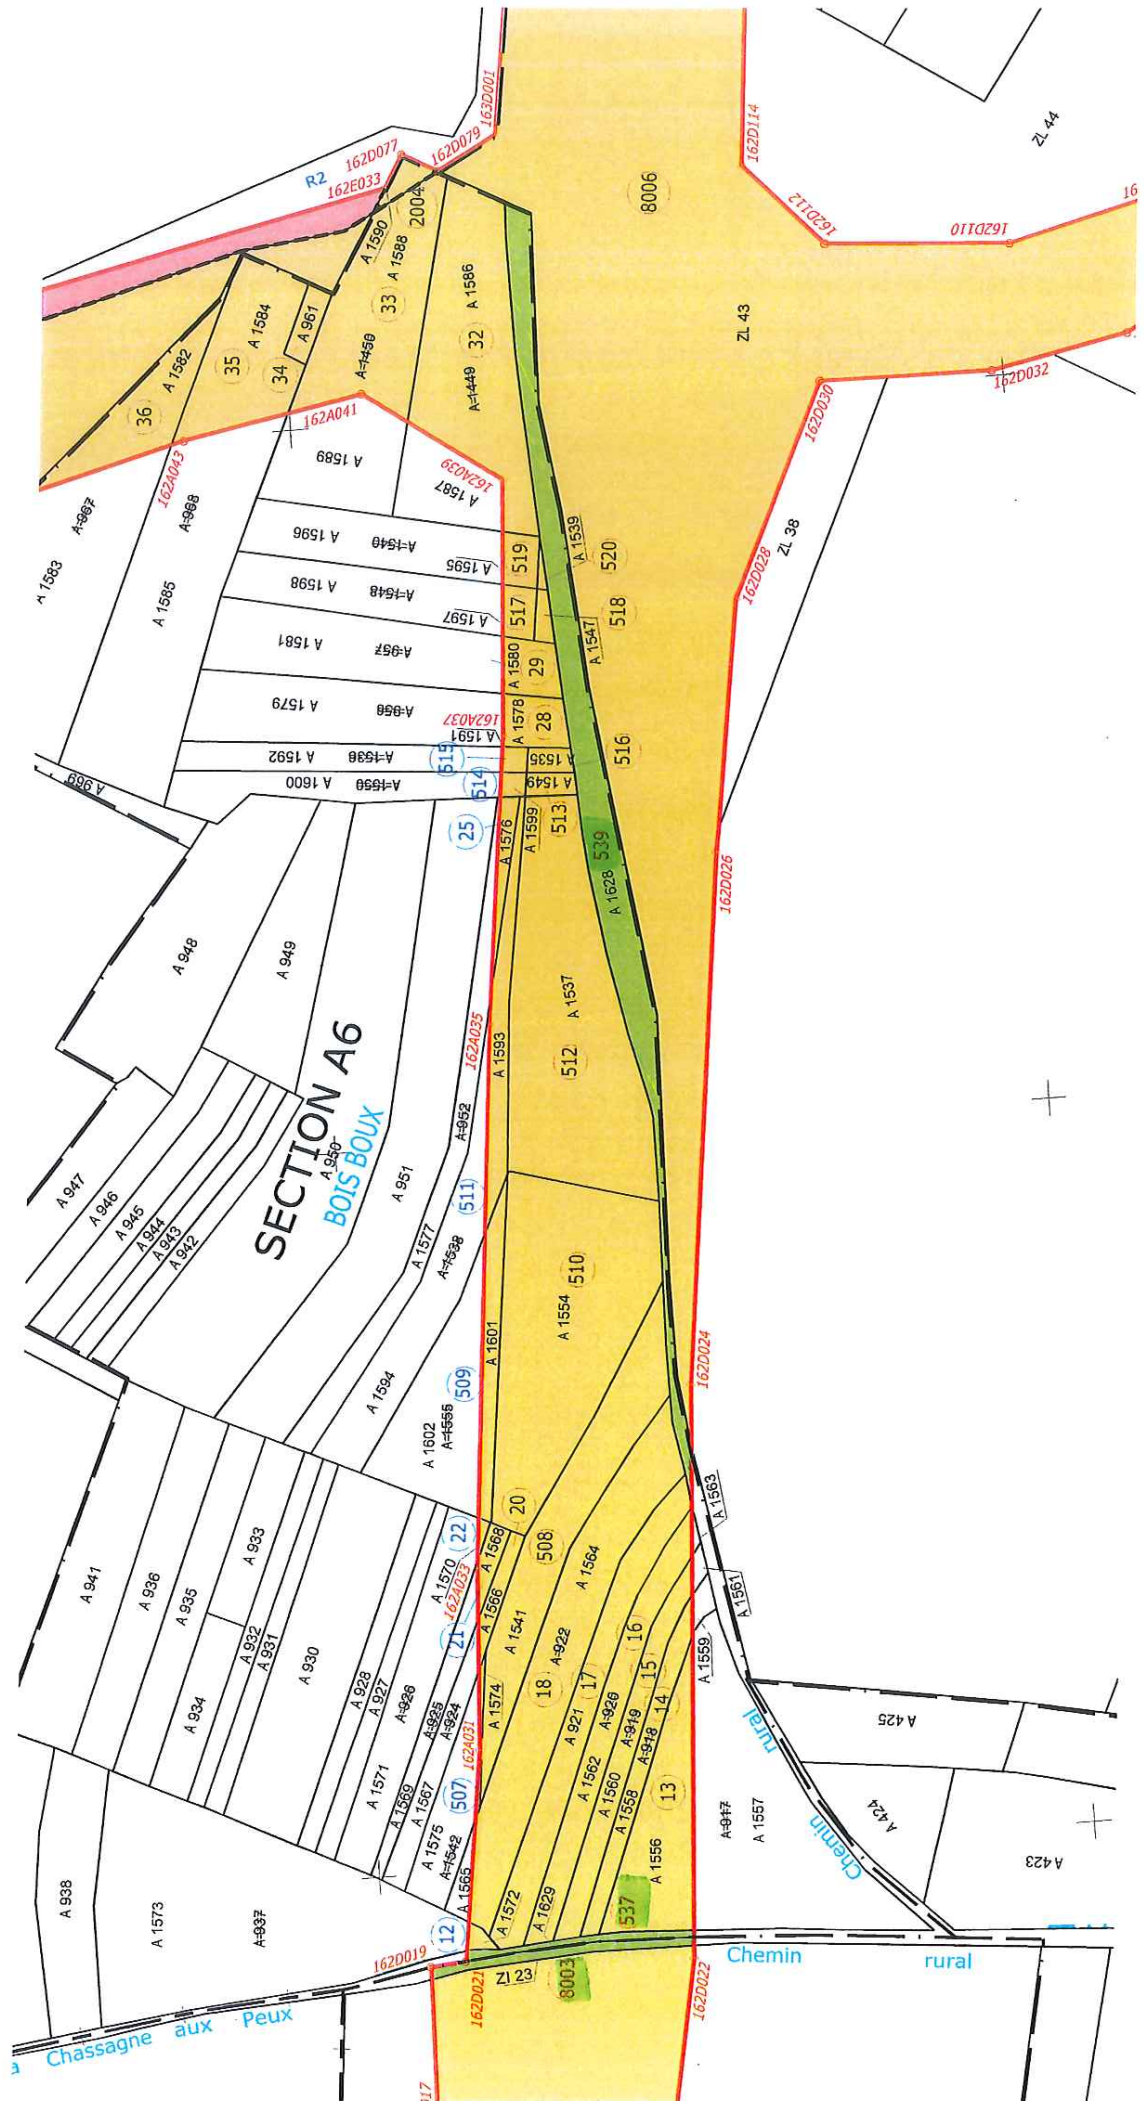 163D001
162D079
162D077
R2
162E033
2004
A 1590
A 1588
33
A 1586
32
A 1450
A 1449
A 1584
A 961
35
34
A 1582
36
8006
162D114
162D112
162D110
16
ZL 44
ZL 43
162D032
162D030
162D028
ZL 38
162A041
162A043
162A039
A 1589
A 1587
A 967
A 968
A 1583
A 1585
A 1596
A 1540
A 1595
519
A 1539
520
A 1598
A 1548
A 1597
517
518
A 1547
A 1581
A 957
A 1580
29
A 1579
A 956
162A037
A 1578
28
A 1591
A 1592
A 1536
515
A 1535
516
A 1600
A 1550
514
A 1549
A 969
25
A 1576
A 1599
513
539
A 1628
162D026
A 948
A 949
A 1537
512
162A035
A 1593
SECTION A6
BOIS BOUX
A 950
A 952
A 951
511
A 947
A 946
A 945
A 944
A 943
A 942
A 1577
A 1538
510
A 1554
A 1601
162D024
509
A 1594
A 1602
A 1555
20
508
22
A 1568
A 1563
A 941
A 936
A 935
A 933
A 932
A 931
A 934
A 930
A 1570
162A033
21
A 1566
A 1541
A 1564
A 922
A 1561
A 1559
A 928
A 927
A 926
A 925
A 924
A 1574
18
17
16
15
14
13
A 921
A 920
A 919
A 918
162A031
507
A 1571
A 1569
A 1567
A 1575
A 1542
A 1565
A 1562
A 1560
A 1558
A 1556
A 917
A 1557
A 425
A 424
A 423
Chemin rural
A 938
A 1573
A 937
12
A 1572
A 1629
537
162D019
162D021
ZI 23
8003
162D022
Chemin rural
a Chassagne aux Peux
017